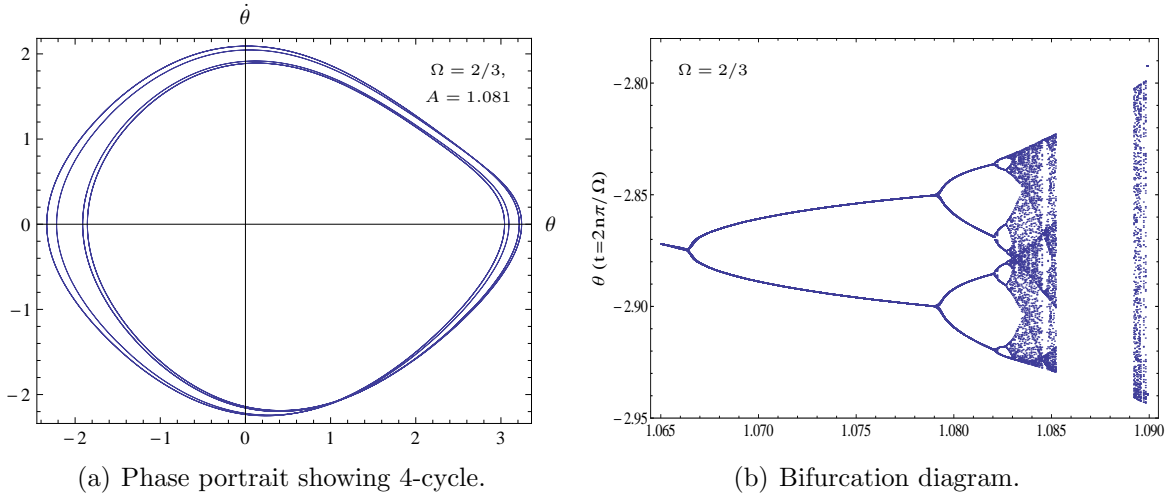 θ̇
2
1
0
−1
−2
−2
−1
0
1
2
3
θ
Ω = 2/3,
A = 1.081
(a) Phase portrait showing 4-cycle.
Ω = 2/3
θ (t=2nπ/Ω)
−2.80
−2.85
−2.90
−2.95
1.065
1.070
1.075
1.080
1.085
1.090
(b) Bifurcation diagram.